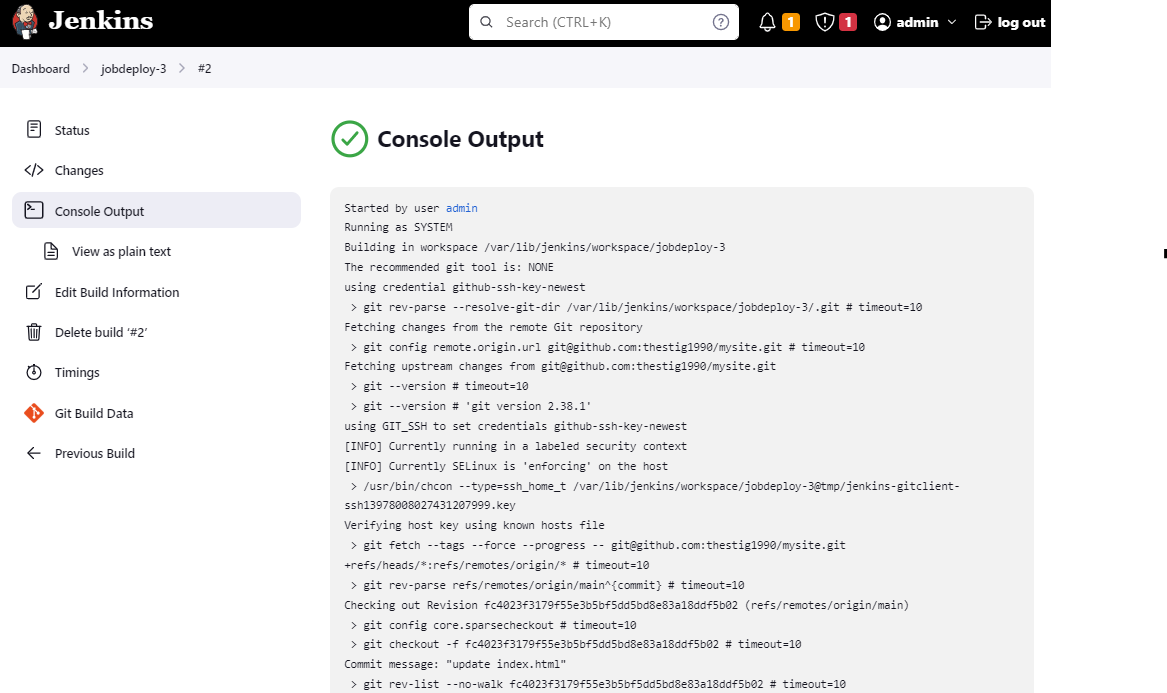 Jenkins
Search (CTRL+K)
1
1
admin
log out
Dashboard
jobdeploy-3
#2
Status
Changes
Console Output
View as plain text
Edit Build Information
Delete build ‘#2’
Timings
Git Build Data
Previous Build
Console Output
Started by user admin
Running as SYSTEM
Building in workspace /var/lib/jenkins/workspace/jobdeploy-3
The recommended git tool is: NONE
using credential github-ssh-key-newest
> git rev-parse --resolve-git-dir /var/lib/jenkins/workspace/jobdeploy-3/.git # timeout=10
Fetching changes from the remote Git repository
> git config remote.origin.url git@github.com:thestig1990/mysite.git # timeout=10
Fetching upstream changes from git@github.com:thestig1990/mysite.git
> git --version # timeout=10
> git --version # 'git version 2.38.1'
using GIT_SSH to set credentials github-ssh-key-newest
[INFO] Currently running in a labeled security context
[INFO] Currently SELinux is 'enforcing' on the host
> /usr/bin/chcon --type=ssh_home_t /var/lib/jenkins/workspace/jobdeploy-3@tmp/jenkins-gitclient-
ssh13978008027431207999.key
Verifying host key using known hosts file
> git fetch --tags --force --progress -- git@github.com:thestig1990/mysite.git
+refs/heads/*:refs/remotes/origin/* # timeout=10
> git rev-parse refs/remotes/origin/main^{commit} # timeout=10
Checking out Revision fc4023f3179f55e3b5bf5dd5bd8e83a18ddf5b02 (refs/remotes/origin/main)
> git config core.sparsecheckout # timeout=10
> git checkout -f fc4023f3179f55e3b5bf5dd5bd8e83a18ddf5b02 # timeout=10
Commit message: "update index.html"
> git rev-list --no-walk fc4023f3179f55e3b5bf5dd5bd8e83a18ddf5b02 # timeout=10